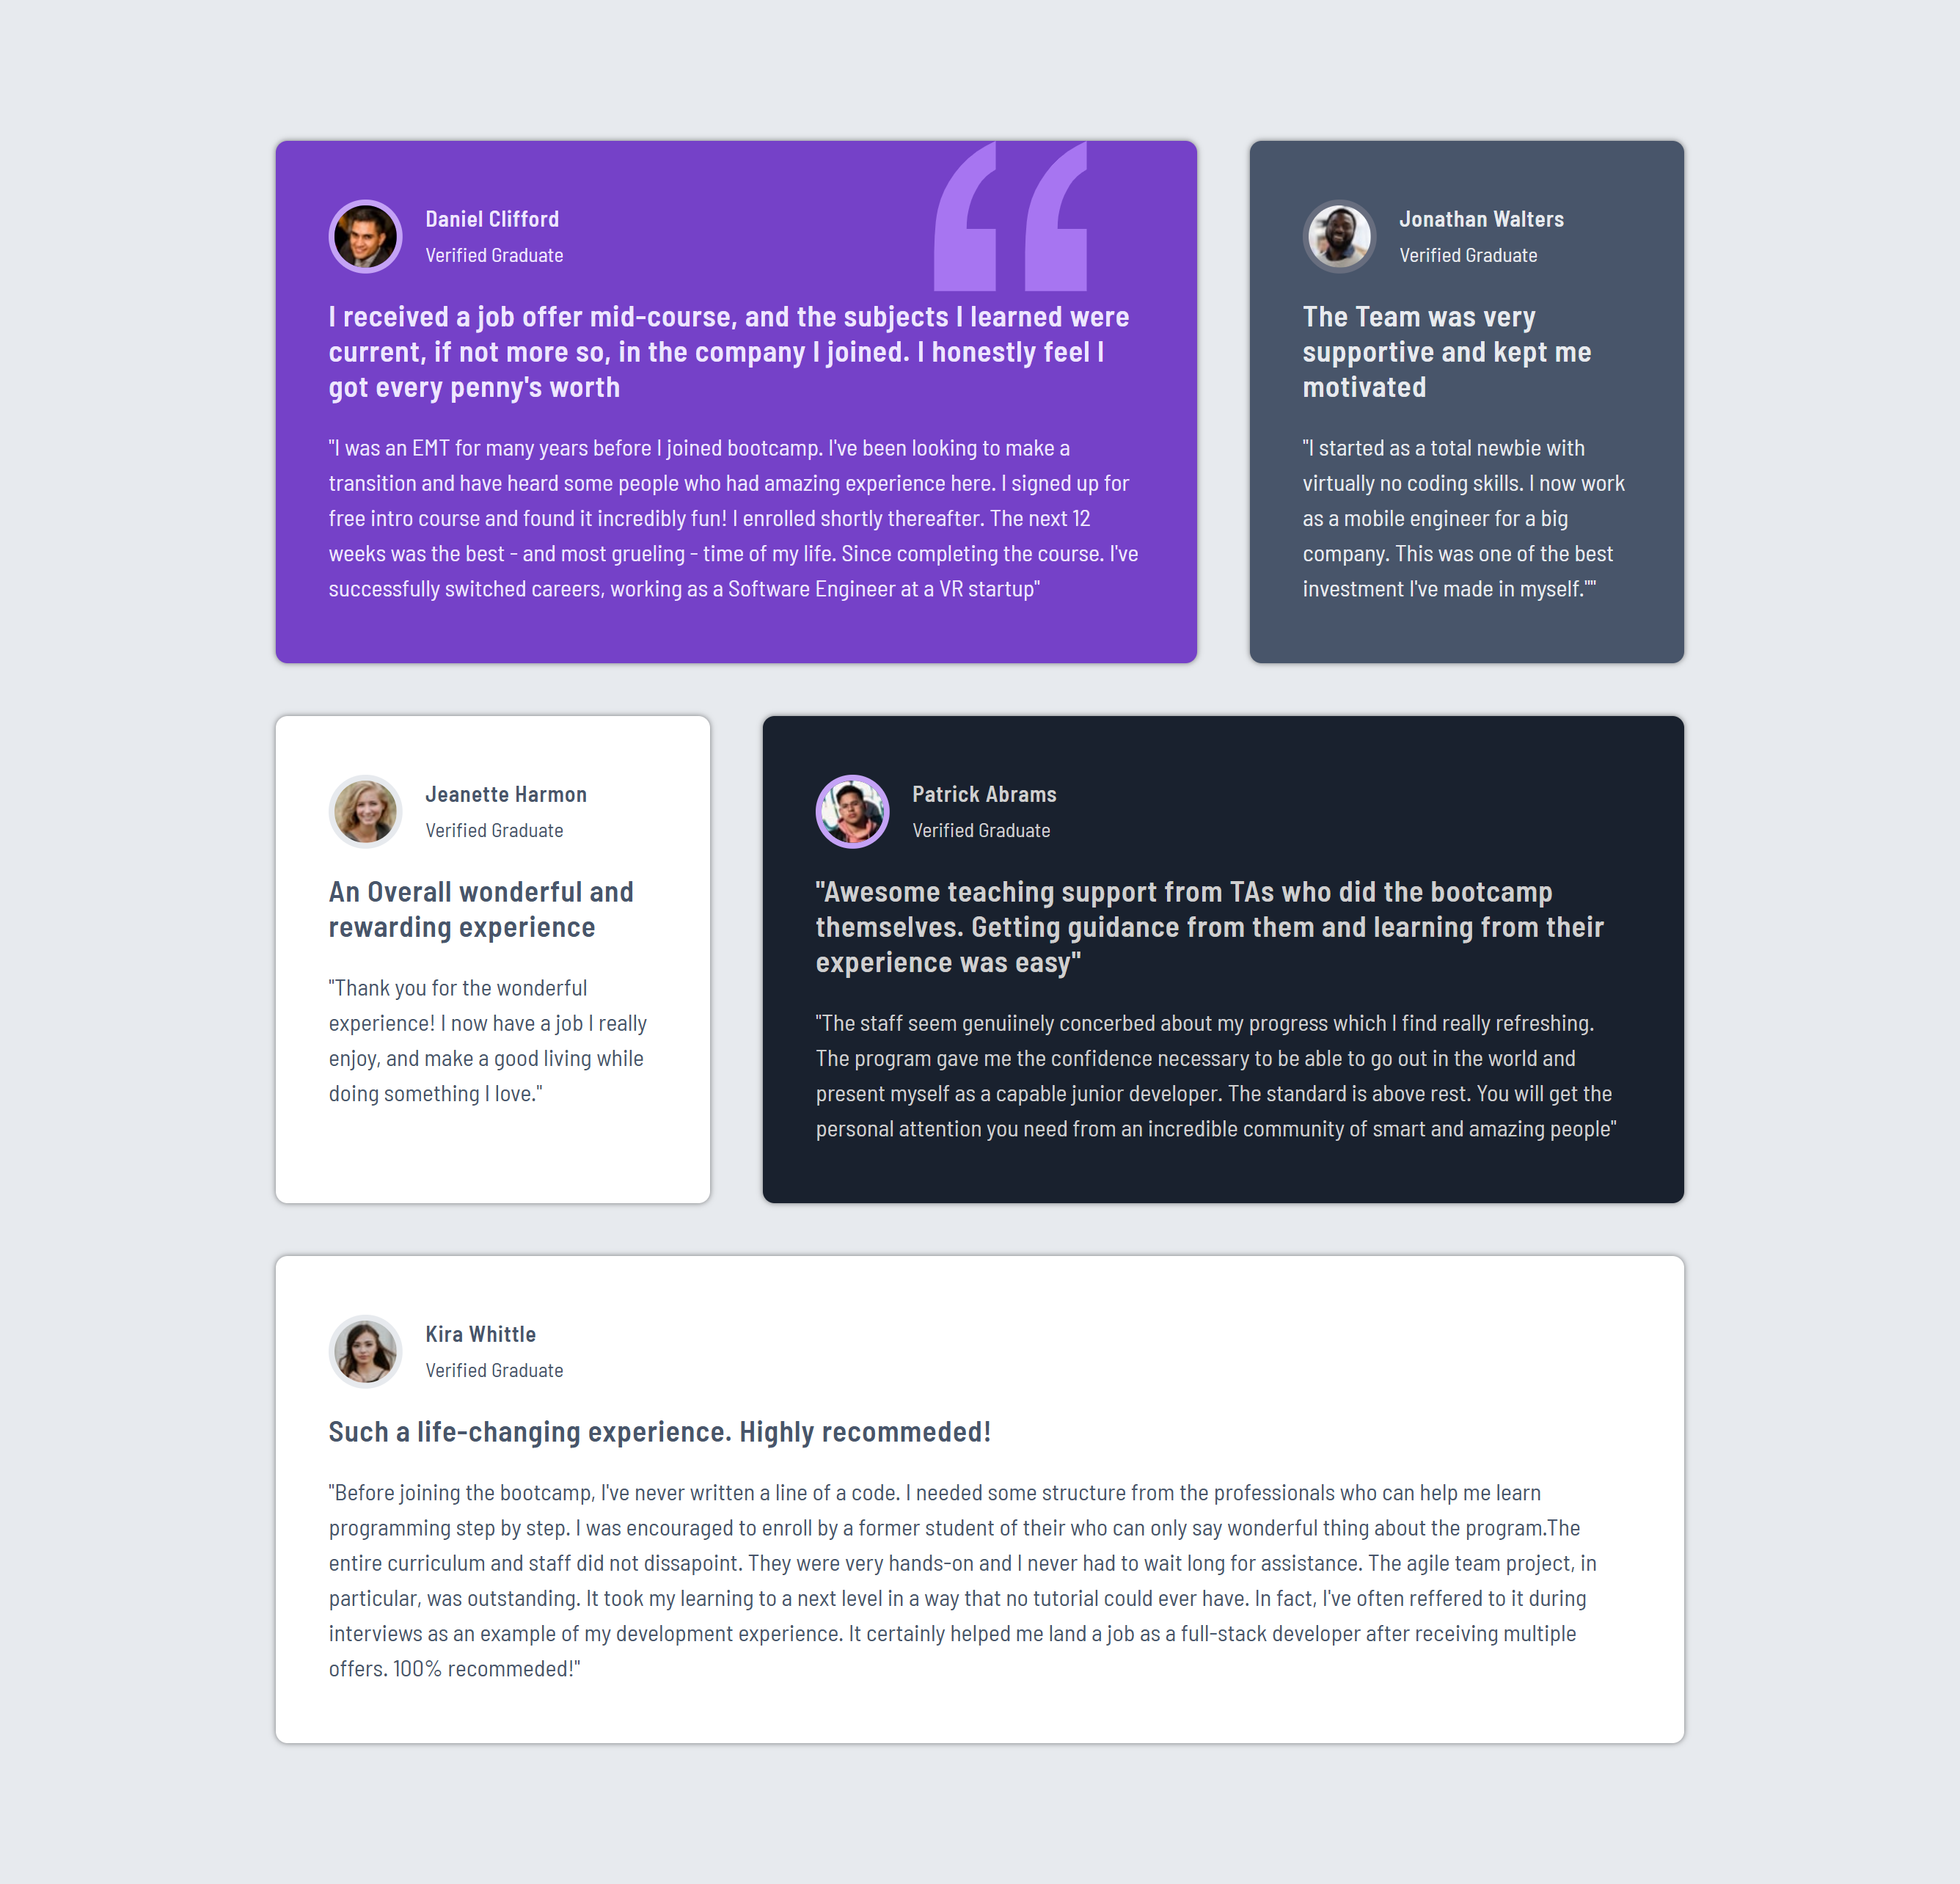 Daniel Clifford
Verified Graduate
I received a job offer mid-course, and the subjects I learned were
current, if not more so, in the company I joined. I honestly feel I
got every penny's worth
"I was an EMT for many years before I joined bootcamp. I've been looking to make a
transition and have heard some people who had amazing experience here. I signed up for
free intro course and found it incredibly fun! I enrolled shortly thereafter. The next 12
weeks was the best - and most grueling - time of my life. Since completing the course. I've
successfully switched careers, working as a Software Engineer at a VR startup"
Jonathan Walters
Verified Graduate
The Team was very
supportive and kept me
motivated
"I started as a total newbie with
virtually no coding skills. I now work
as a mobile engineer for a big
company. This was one of the best
investment I've made in myself.""
Jeanette Harmon
Verified Graduate
An Overall wonderful and
rewarding experience
"Thank you for the wonderful
experience! I now have a job I really
enjoy, and make a good living while
doing something I love."
Patrick Abrams
Verified Graduate
"Awesome teaching support from TAs who did the bootcamp
themselves. Getting guidance from them and learning from their
experience was easy"
"The staff seem genuiinely concerbed about my progress which I find really refreshing.
The program gave me the confidence necessary to be able to go out in the world and
present myself as a capable junior developer. The standard is above rest. You will get the
personal attention you need from an incredible community of smart and amazing people"
Kira Whittle
Verified Graduate
Such a life-changing experience. Highly recommeded!
"Before joining the bootcamp, I've never written a line of a code. I needed some structure from the professionals who can help me learn
programming step by step. I was encouraged to enroll by a former student of their who can only say wonderful thing about the program.The
entire curriculum and staff did not dissapoint. They were very hands-on and I never had to wait long for assistance. The agile team project, in
particular, was outstanding. It took my learning to a next level in a way that no tutorial could ever have. In fact, I've often reffered to it during
interviews as an example of my development experience. It certainly helped me land a job as a full-stack developer after receiving multiple
offers. 100% recommeded!"